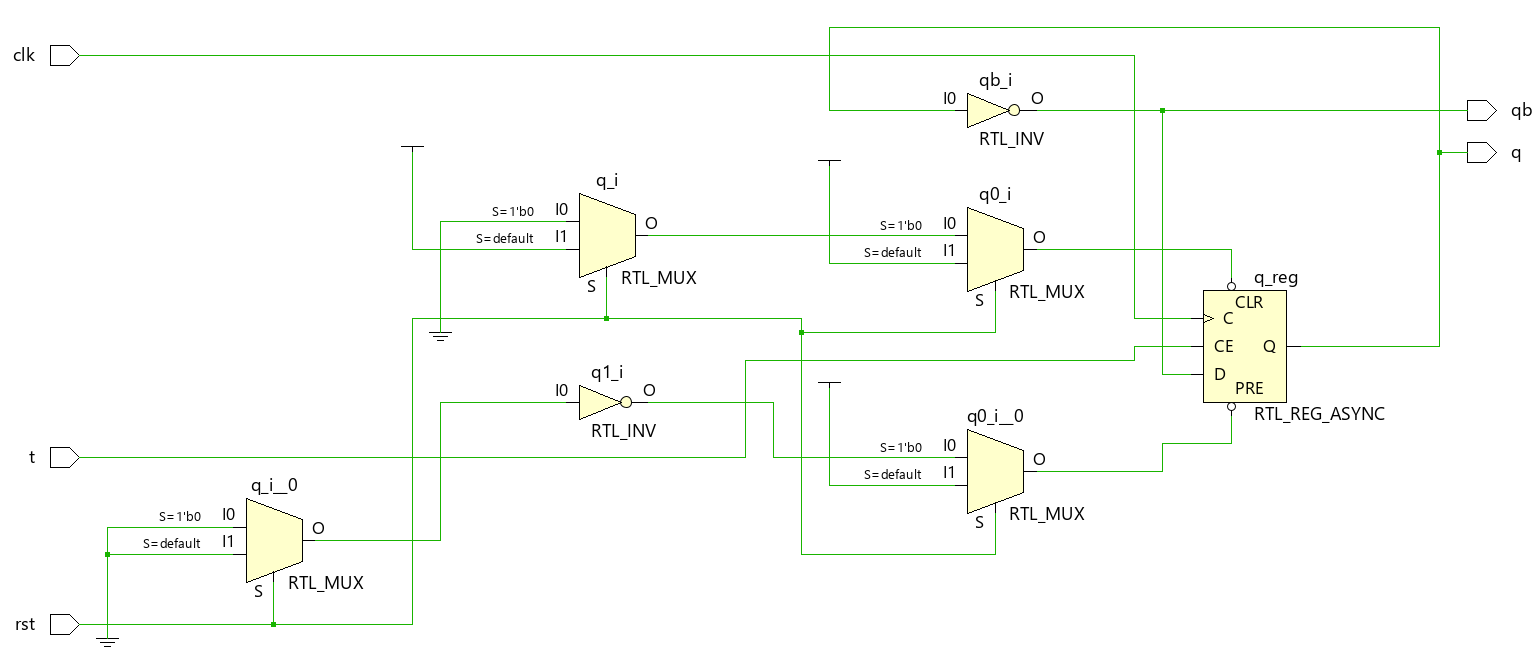 clk
qb_i
I0
O
RTL_INV
qb
q
q_i
S=1'b0
I0
S=default
I1
O
S
RTL_MUX
q0_i
S=1'b0
I0
S=default
I1
O
S
RTL_MUX
q_reg
CLR
C
CE
Q
D
PRE
RTL_REG_ASYNC
q1_i
I0
O
RTL_INV
q0_i__0
S=1'b0
I0
S=default
I1
O
S
RTL_MUX
t
q_i__0
S=1'b0
I0
S=default
I1
O
S
RTL_MUX
rst